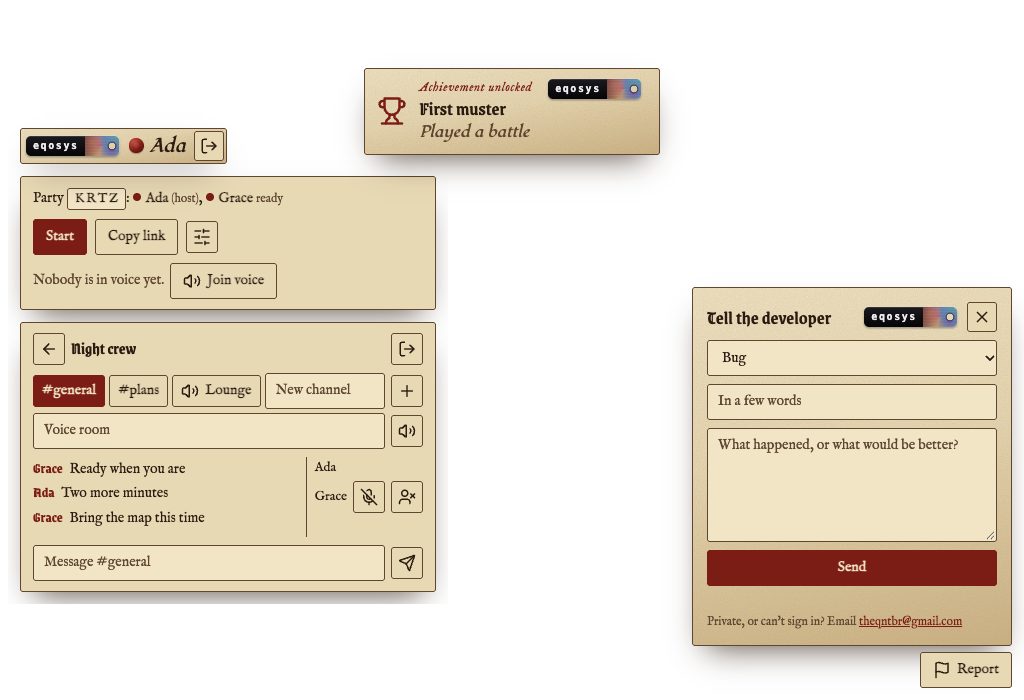 Achievement unlocked
eqosys
First muster
Played a battle
eqosys
Ada
Party KRTZ: Ada (host), Grace ready
Start
Copy link
Nobody is in voice yet.
Join voice
Night crew
#general
#plans
Lounge
New channel
Voice room
Grace Ready when you are
Ada Two more minutes
Grace Bring the map this time
Ada
Grace
Message #general
Tell the developer
eqosys
Bug
In a few words
What happened, or what would be better?
Send
Private, or can't sign in? Email theqntbr@gmail.com
Report